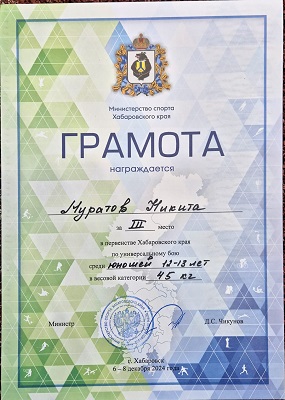 Министерство спорта
Хабаровского края
ГРАМОТА
награждается
Муратов Никита
за III место
в первенстве Хабаровского края
по универсальному бою
среди юношей 12-13 лет
в весовой категории 45 кг
Министр Д.С. Чикунов
г. Хабаровск
6 – 8 декабря 2024 года